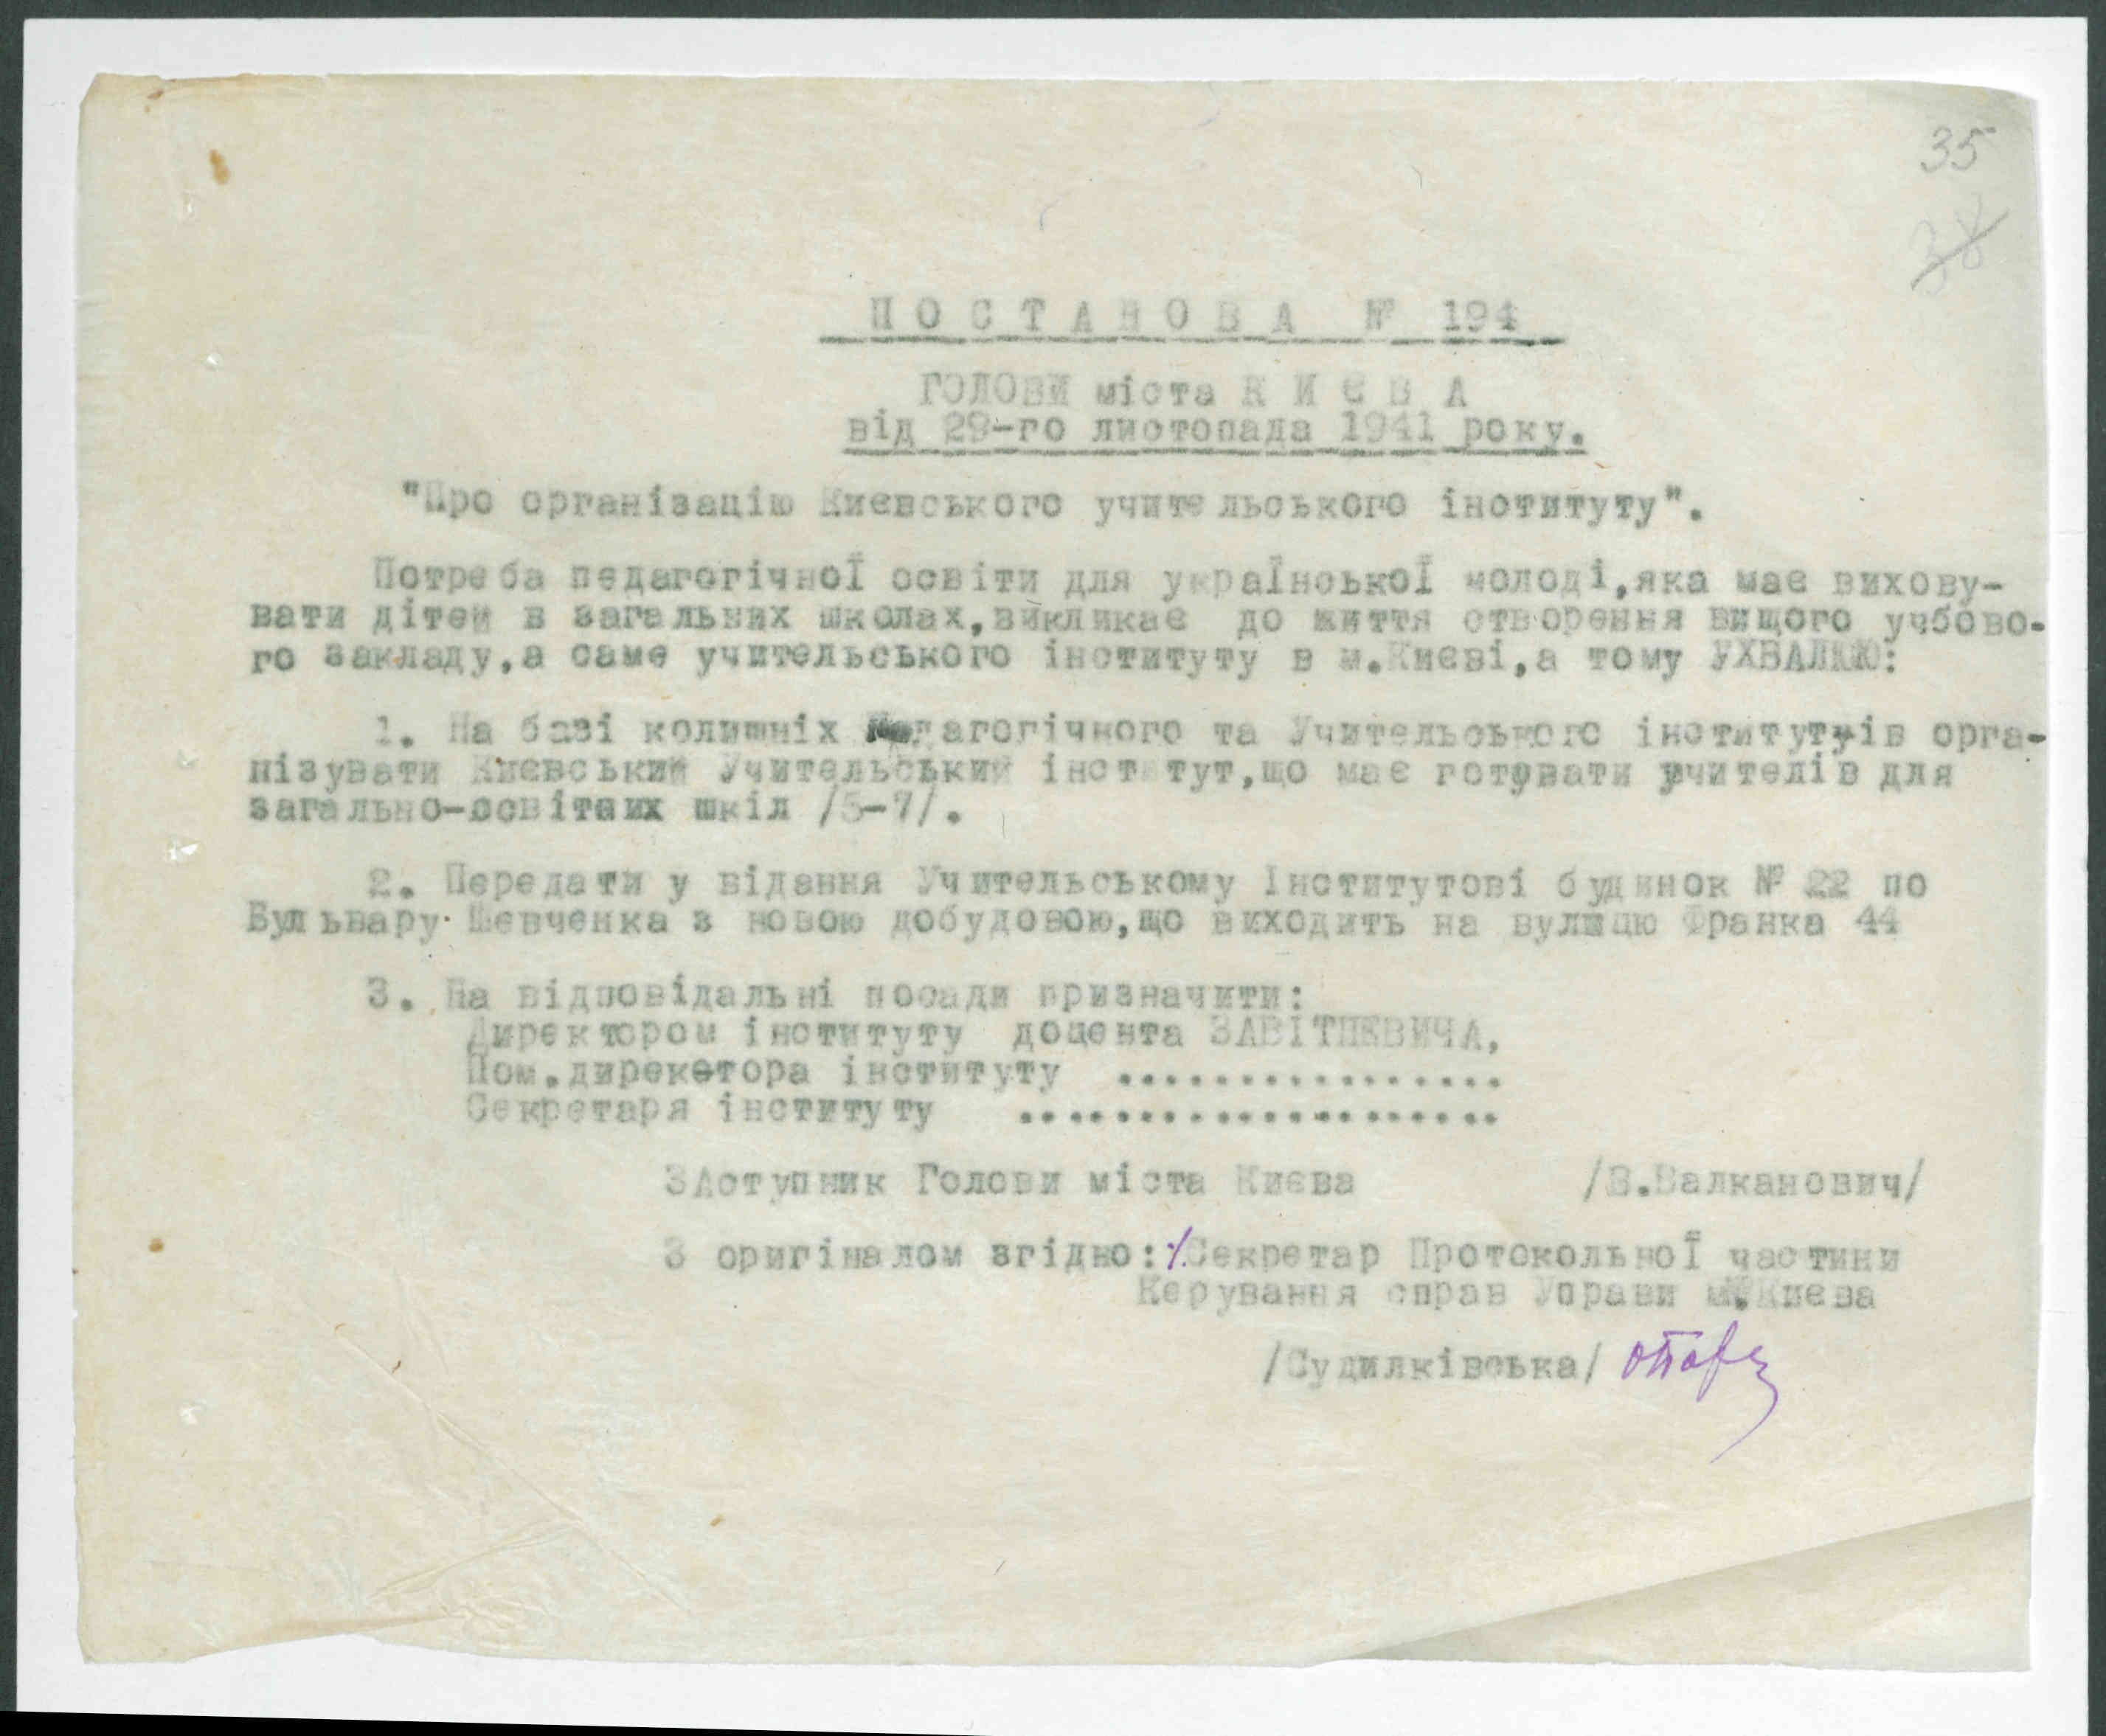 35
38
ПОСТАНОВА № 194
ГОЛОВИ міста КИЄВА
від 29-го листопада 1941 року.
"Про організацію Києвського учительського інституту".
Потреба педагогічної освіти для української молоді,яка має вихову-
вати дітей в загальних школах,викликає до життя створення вищого учбово-
го закладу,а саме учительського інституту в м.Києві,а тому УХВАЛЮЮ:
1. На базі колишніх Педагогічного та Учительського інститутуів орга-
нізувати Києвський Учительський інститут,що має готувати учителів для
загально-освітних шкіл /5-7/.
2. Передати у відання Учительському Інститутові будинок № 22 по
Бульвару Шевченка з новою добудовою,що виходить на вулицю Франка 44
3. На відповідальні посади призначити:
Директором інституту доцента ЗАВІТНЕВИЧА,
Пом.директора інституту ................
Секретаря інституту ....................
ЗАступник Голови міста Києва /В.Балканович/
З оригіналом згідно: Секретар Протокольної частини
Керування справ Управи м.Києва
/Судилківська/